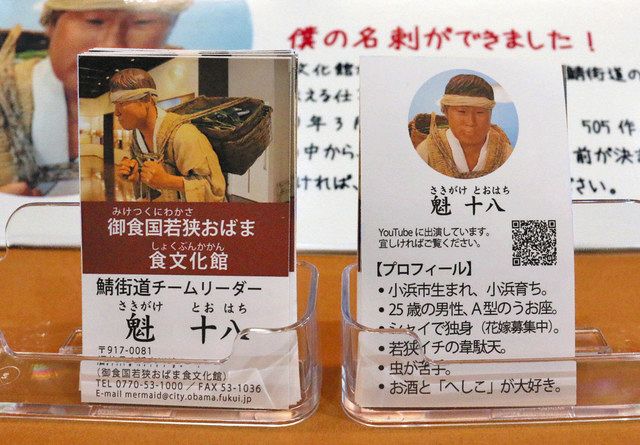 僕の名刺ができました！
文化館
鯖街道の
える仕
年3月
505作
中から
前が決
ければ、
さい。
みけつくにわかさ
御食国若狭おばま
しょくぶんかかん
食文化館
鯖街道チームリーダー
さきがけ とおはち
魁 十八
〒917-0081
(御食国若狭おばま食文化館)
TEL 0770-53-1000 / FAX 53-1036
E-mail mermaid@city.obama.fukui.jp
さきがけ とおはち
魁 十八
YouTubeに出演しています。
宜しければご覧ください。
【プロフィール】
•小浜市生まれ、小浜育ち。
•25歳の男性、A型のうお座。
•シャイで独身（花嫁募集中）。
•若狭イチの韋駄天。
•虫が苦手。
•お酒と「へしこ」が大好き。